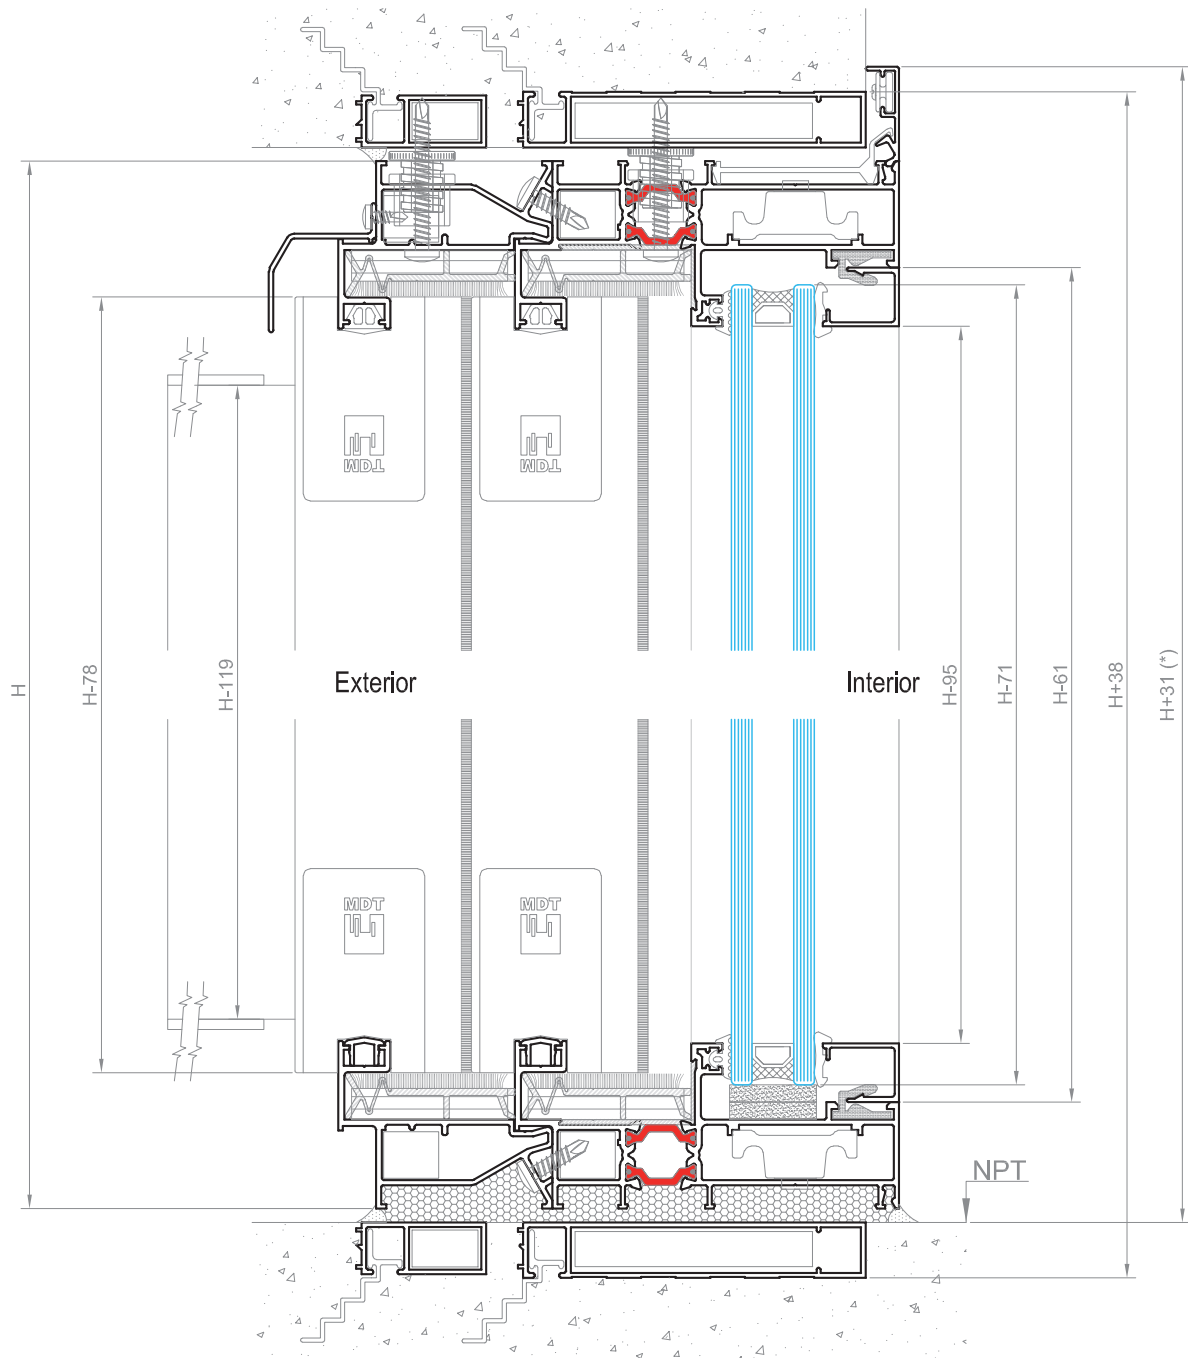 MDT
MDT
Exterior
Interior
H
H-78
H-119
H-95
H-71
H-61
H+38
H+31 (*)
MDT
MDT
NPT